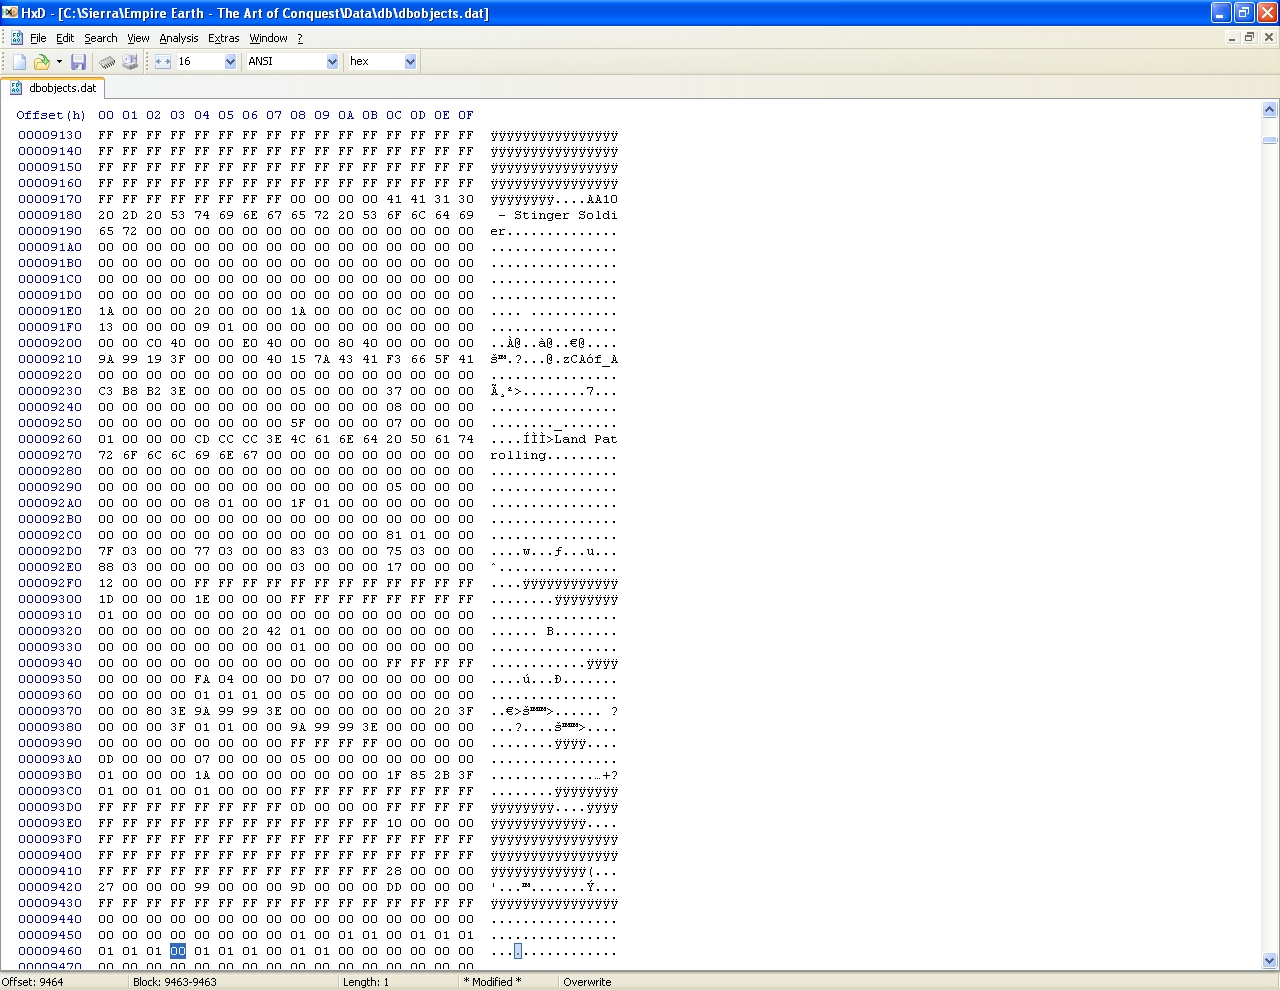 HxD - [C:\Sierra\Empire Earth - The Art of Conquest\Data\db\dbobjects.dat]
File Edit Search View Analysis Extras Window ?
16 ANSI hex
dbobjects.dat
Offset(h) 00 01 02 03 04 05 06 07 08 09 0A 0B 0C 0D 0E 0F
00009130 FF FF FF FF FF FF FF FF FF FF FF FF FF FF FF FF ÿÿÿÿÿÿÿÿÿÿÿÿÿÿÿÿ
00009140 FF FF FF FF FF FF FF FF FF FF FF FF FF FF FF FF ÿÿÿÿÿÿÿÿÿÿÿÿÿÿÿÿ
00009150 FF FF FF FF FF FF FF FF FF FF FF FF FF FF FF FF ÿÿÿÿÿÿÿÿÿÿÿÿÿÿÿÿ
00009160 FF FF FF FF FF FF FF FF FF FF FF FF FF FF FF FF ÿÿÿÿÿÿÿÿÿÿÿÿÿÿÿÿ
00009170 FF FF FF FF FF FF FF FF 00 00 00 00 41 41 31 30 ÿÿÿÿÿÿÿÿ....AA10
00009180 20 2D 20 53 74 69 6E 67 65 72 20 53 6F 6C 64 69  - Stinger Soldi
00009190 65 72 00 00 00 00 00 00 00 00 00 00 00 00 00 00 er..............
000091A0 00 00 00 00 00 00 00 00 00 00 00 00 00 00 00 00 ................
000091B0 00 00 00 00 00 00 00 00 00 00 00 00 00 00 00 00 ................
000091C0 00 00 00 00 00 00 00 00 00 00 00 00 00 00 00 00 ................
000091D0 00 00 00 00 00 00 00 00 00 00 00 00 00 00 00 00 ................
000091E0 1A 00 00 00 20 00 00 00 1A 00 00 00 0C 00 00 00 .... ...........
000091F0 13 00 00 00 09 01 00 00 00 00 00 00 00 00 00 00 ................
00009200 00 00 C0 40 00 00 E0 40 00 00 80 40 00 00 00 00 ..À@..à@..€@....
00009210 9A 99 19 3F 00 00 00 40 15 7A 43 41 F3 66 5F 41 š™.?...@.zCAóf_A
00009220 00 00 00 00 00 00 00 00 00 00 00 00 00 00 00 00 ................
00009230 C3 B8 B2 3E 00 00 00 00 05 00 00 00 37 00 00 00 Ã¸²>........7...
00009240 00 00 00 00 00 00 00 00 00 00 00 00 08 00 00 00 ................
00009250 00 00 00 00 00 00 00 00 5F 00 00 00 07 00 00 00 ........_.......
00009260 01 00 00 00 CD CC CC 3E 4C 61 6E 64 20 50 61 74 ....ÍÌÌ>Land Pat
00009270 72 6F 6C 6C 69 6E 67 00 00 00 00 00 00 00 00 00 rolling.........
00009280 00 00 00 00 00 00 00 00 00 00 00 00 00 00 00 00 ................
00009290 00 00 00 00 00 00 00 00 00 00 00 00 05 00 00 00 ................
000092A0 00 00 00 00 08 01 00 00 1F 01 00 00 00 00 00 00 ................
000092B0 00 00 00 00 00 00 00 00 00 00 00 00 00 00 00 00 ................
000092C0 00 00 00 00 00 00 00 00 00 00 00 00 81 01 00 00 ................
000092D0 7F 03 00 00 77 03 00 00 83 03 00 00 75 03 00 00 ....w...ƒ...u...
000092E0 88 03 00 00 00 00 00 00 03 00 00 00 17 00 00 00 ˆ...............
000092F0 12 00 00 00 FF FF FF FF FF FF FF FF FF FF FF FF ....ÿÿÿÿÿÿÿÿÿÿÿÿ
00009300 1D 00 00 00 1E 00 00 00 FF FF FF FF FF FF FF FF ........ÿÿÿÿÿÿÿÿ
00009310 01 00 00 00 00 00 00 00 00 00 00 00 00 00 00 00 ................
00009320 00 00 00 00 00 00 20 42 01 00 00 00 00 00 00 00 ...... B........
00009330 00 00 00 00 00 00 00 00 01 00 00 00 00 00 00 00 ................
00009340 00 00 00 00 00 00 00 00 00 00 00 00 FF FF FF FF ............ÿÿÿÿ
00009350 00 00 00 00 FA 04 00 00 D0 07 00 00 00 00 00 00 ....ú...Ð.......
00009360 00 00 00 00 01 01 01 00 05 00 00 00 00 00 00 00 ................
00009370 00 00 80 3E 9A 99 99 3E 00 00 00 00 00 00 20 3F ..€>š™™>...... ?
00009380 00 00 00 3F 01 01 00 00 9A 99 99 3E 00 00 00 00 ...?....š™™>....
00009390 00 00 00 00 00 00 00 00 FF FF FF FF 00 00 00 00 ........ÿÿÿÿ....
000093A0 0D 00 00 00 07 00 00 00 05 00 00 00 00 00 00 00 ................
000093B0 01 00 00 00 1A 00 00 00 00 00 00 00 1F 85 2B 3F .............…+?
000093C0 01 00 01 00 01 00 00 00 FF FF FF FF FF FF FF FF ........ÿÿÿÿÿÿÿÿ
000093D0 FF FF FF FF FF FF FF FF 0D 00 00 00 FF FF FF FF ÿÿÿÿÿÿÿÿ....ÿÿÿÿ
000093E0 FF FF FF FF FF FF FF FF FF FF FF FF 10 00 00 00 ÿÿÿÿÿÿÿÿÿÿÿÿ....
000093F0 FF FF FF FF FF FF FF FF FF FF FF FF FF FF FF FF ÿÿÿÿÿÿÿÿÿÿÿÿÿÿÿÿ
00009400 FF FF FF FF FF FF FF FF FF FF FF FF FF FF FF FF ÿÿÿÿÿÿÿÿÿÿÿÿÿÿÿÿ
00009410 FF FF FF FF FF FF FF FF FF FF FF FF 28 00 00 00 ÿÿÿÿÿÿÿÿÿÿÿÿ(...
00009420 27 00 00 00 99 00 00 00 9D 00 00 00 DD 00 00 00 '...™.......Ý...
00009430 FF FF FF FF FF FF FF FF FF FF FF FF FF FF FF FF ÿÿÿÿÿÿÿÿÿÿÿÿÿÿÿÿ
00009440 00 00 00 00 00 00 00 00 00 00 00 00 00 00 00 00 ................
00009450 00 00 00 00 00 00 00 00 01 00 01 01 00 01 01 01 ................
00009460 01 01 01 00 01 01 01 00 01 01 00 00 00 00 00 00 ................
00009470 00 00 00 00 00 00 00 00 00 00 00 00 00 00 00 00 ................
Offset: 9464 Block: 9463-9463 Length: 1 * Modified * Overwrite